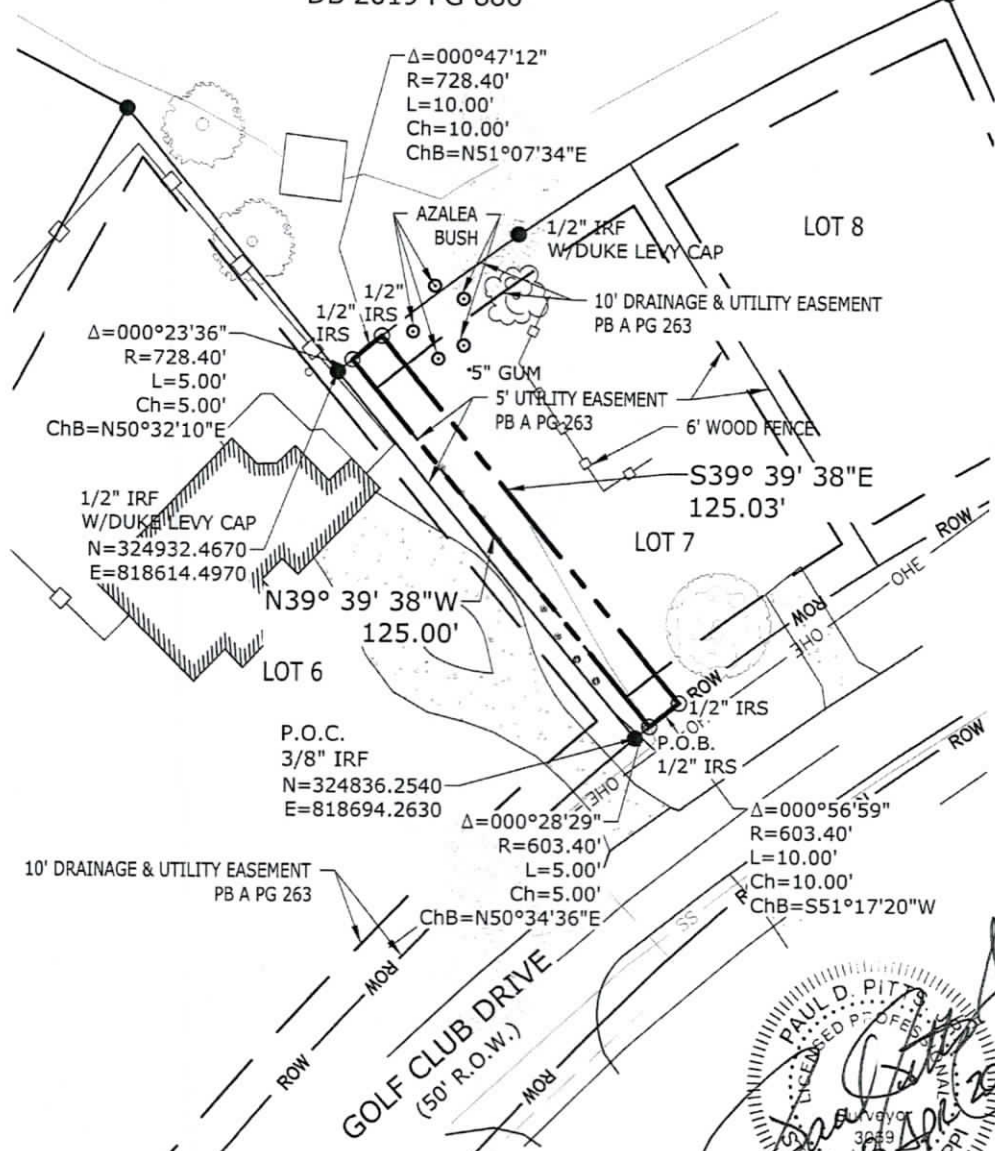 Δ=000°47'12"
R=728.40'
L=10.00'
Ch=10.00'
ChB=N51°07'34"E
AZALEA
BUSH
1/2" IRF
W/DUKE LEVY CAP
LOT 8
10' DRAINAGE & UTILITY EASEMENT
PB A PG 263
1/2"
IRS
1/2"
IRS
Δ=000°23'36"
R=728.40'
L=5.00'
Ch=5.00'
ChB=N50°32'10"E
5" GUM
5' UTILITY EASEMENT
PB A PG 263
6' WOOD FENCE
S39° 39' 38"E
125.03'
1/2" IRF
W/DUKE LEVY CAP
N=324932.4670
E=818614.4970
LOT 7
ROW
OHE
N39° 39' 38"W
125.00'
ROW
OHE
LOT 6
ROW
1/2" IRS
P.O.B.
1/2" IRS
ROW
P.O.C.
3/8" IRF
N=324836.2540
E=818694.2630
OHE
Δ=000°28'29"
R=603.40'
L=5.00'
Ch=5.00'
ChB=N50°34'36"E
Δ=000°56'59"
R=603.40'
L=10.00'
Ch=10.00'
ChB=S51°17'20"W
10' DRAINAGE & UTILITY EASEMENT
PB A PG 263
SS
ROW
ROW
GOLF CLUB DRIVE
(50' R.O.W.)
ROW
PAUL D. PITTS
LICENSED PROFESSIONAL
Surveyor
3059
APR